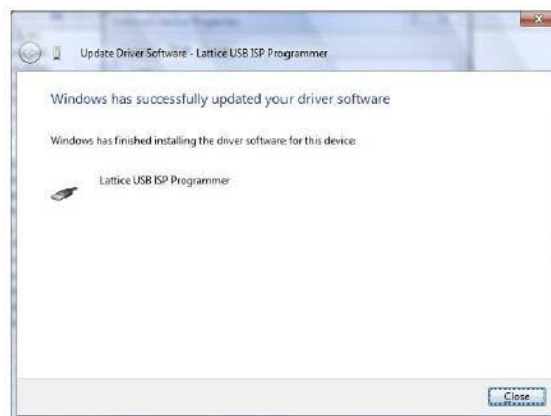 Update Driver Software - Lattice USB ISP Programmer
Windows has successfully updated your driver software
Windows has finished installing the driver software for this device:
Lattice USB ISP Programmer
Close